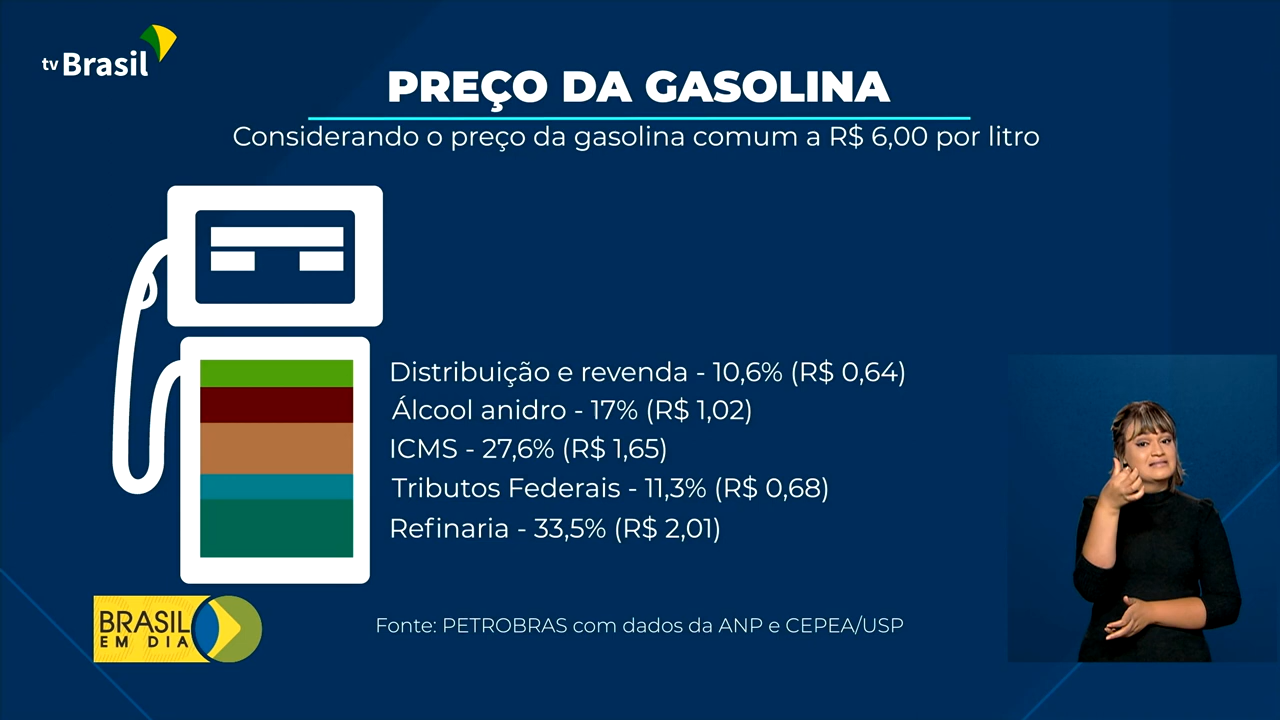 tv Brasil
PREÇO DA GASOLINA
Considerando o preço da gasolina comum a R$ 6,00 por litro
Distribuição e revenda - 10,6% (R$ 0,64)
Álcool anidro - 17% (R$ 1,02)
ICMS - 27,6% (R$ 1,65)
Tributos Federais - 11,3% (R$ 0,68)
Refinaria - 33,5% (R$ 2,01)
BRASIL
EM DIA
Fonte: PETROBRAS com dados da ANP e CEPEA/USP